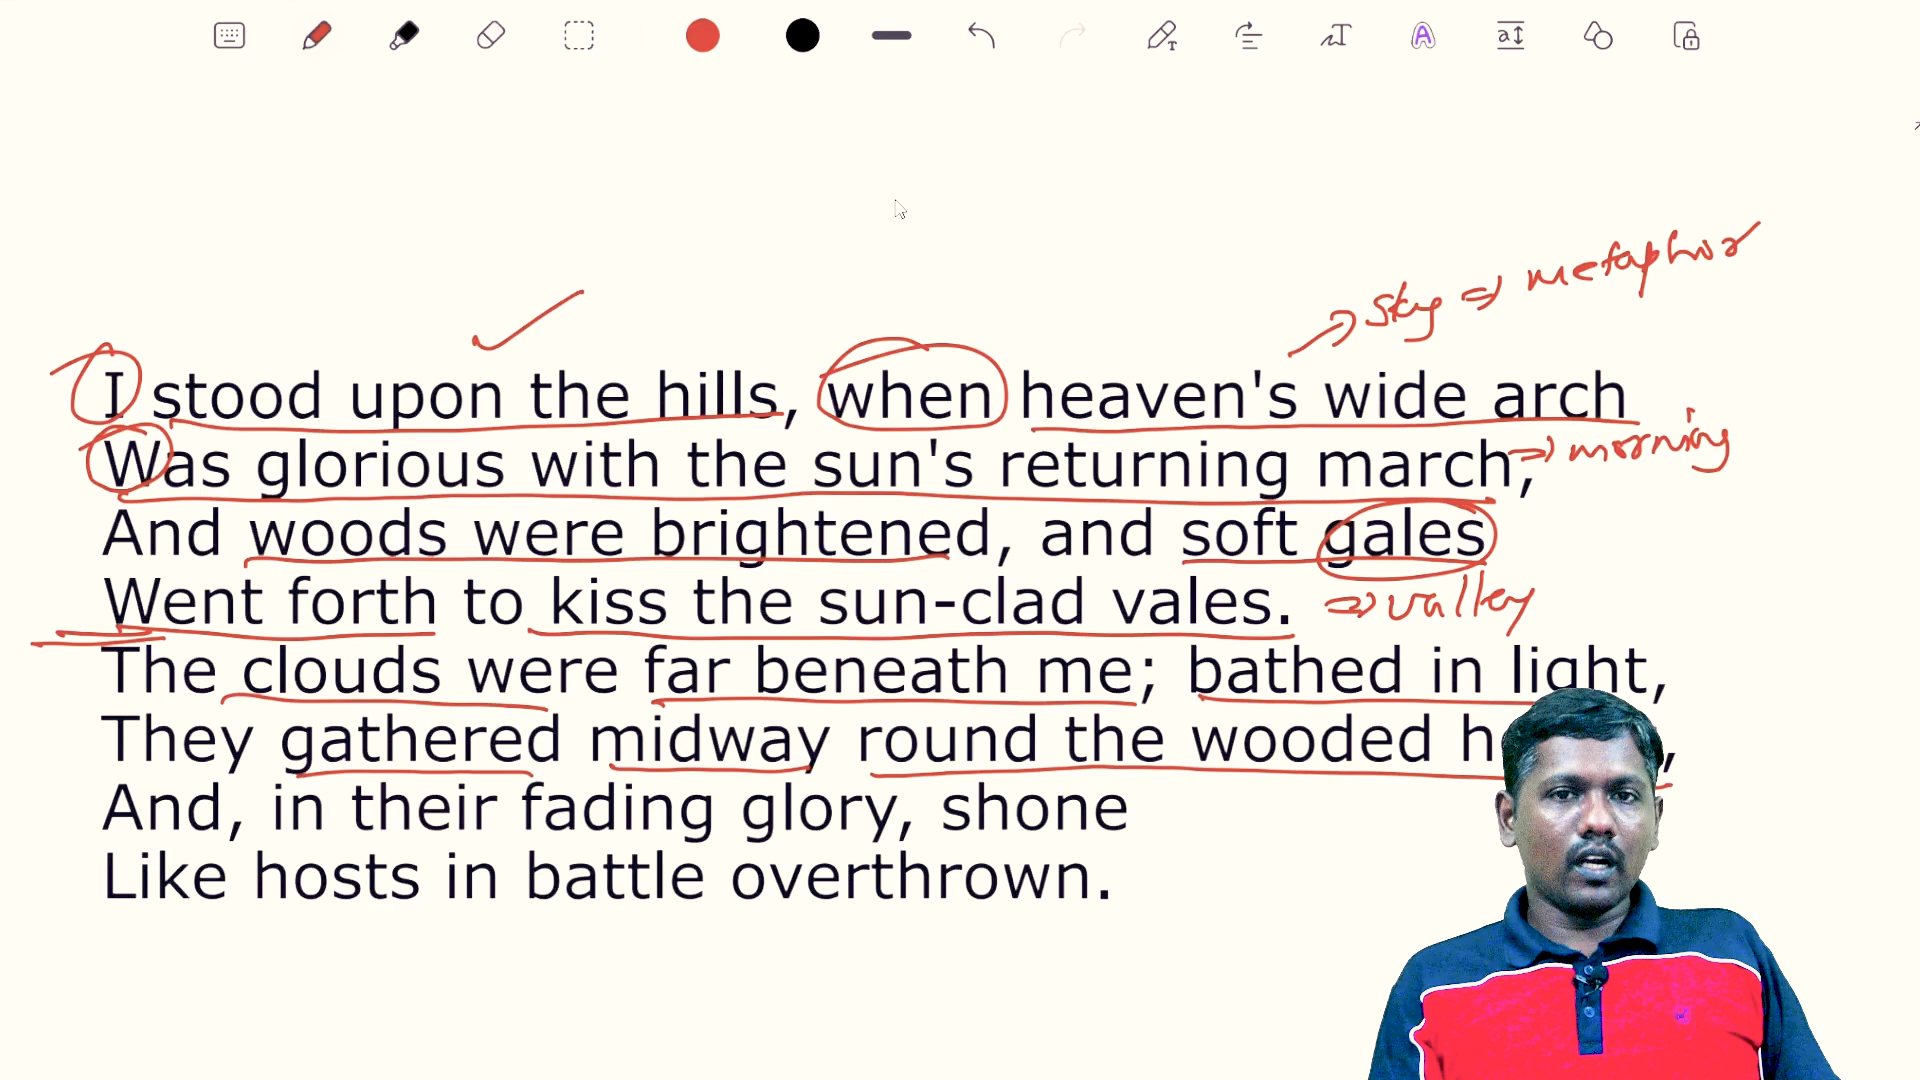 sky ⇒ metaphor
I stood upon the hills, when heaven's wide arch
Was glorious with the sun's returning march,
⇒ morning
And woods were brightened, and soft gales
Went forth to kiss the sun-clad vales.
⇒ valley
The clouds were far beneath me; bathed in light,
They gathered midway round the wooded
And, in their fading glory, shone
Like hosts in battle overthrown.